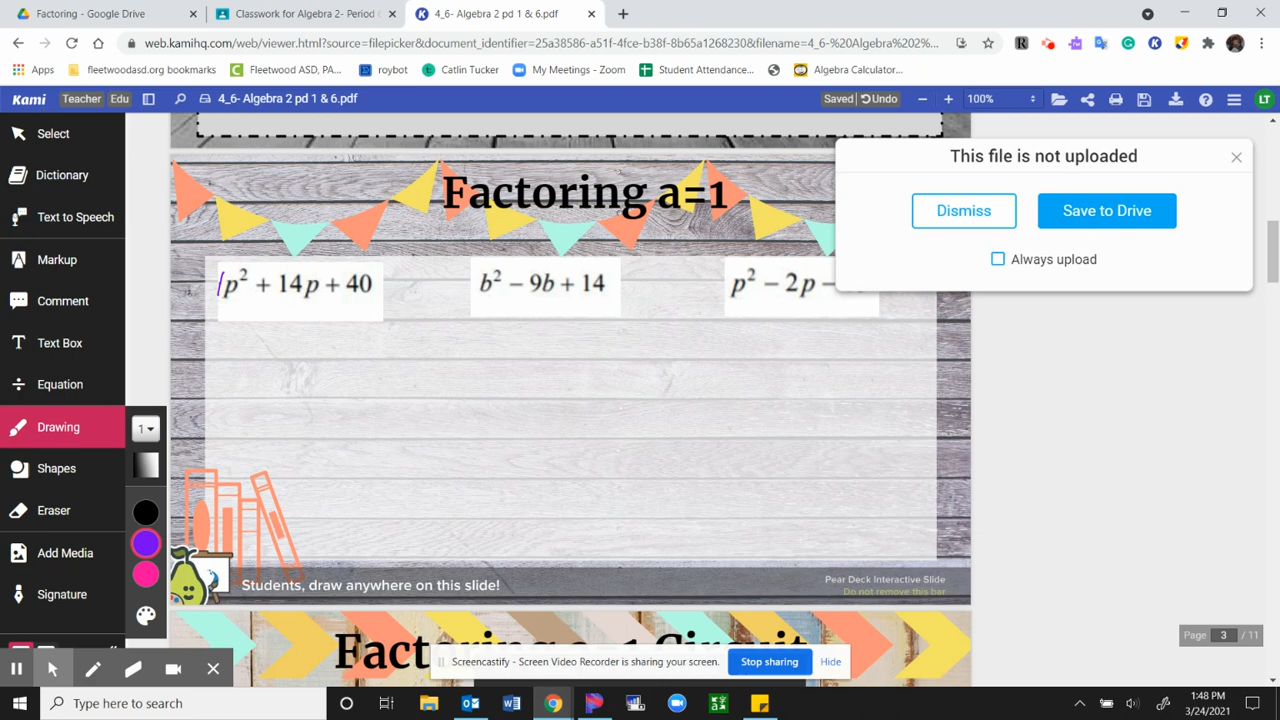 Factoring - Google Drive
Classwork for Algebra 2- Period
4_6- Algebra 2 pd 1 & 6.pdf
web.kamihq.com/web/viewer.html?source=filepicker&document_identifier=25a38586-a51f-4fce-b38f-8b65a1268230&filename=4_6-%20Algebra%202%...
Apps fleetwoodasd.org bookmarks Fleetwood ASD, PA... roybot Catlin Tucker My Meetings - Zoom Student Attendance... Algebra Calculator...
Kami Teacher Edu 4_6- Algebra 2 pd 1 & 6.pdf Saved Undo 100% LT
Select
Dictionary
Text to Speech
Markup
Comment
Text Box
Equation
Drawing
Shapes
Eraser
Add Media
Signature
1
This file is not uploaded
Dismiss Save to Drive
Always upload
Factoring a=1
p² + 14p + 40
b² – 9b + 14
p² – 2p –
Students, draw anywhere on this slide!
Pear Deck Interactive Slide
Do not remove this bar
Page 3 / 11
Screencastify - Screen Video Recorder is sharing your screen. Stop sharing Hide
Type here to search
1:48 PM
3/24/2021